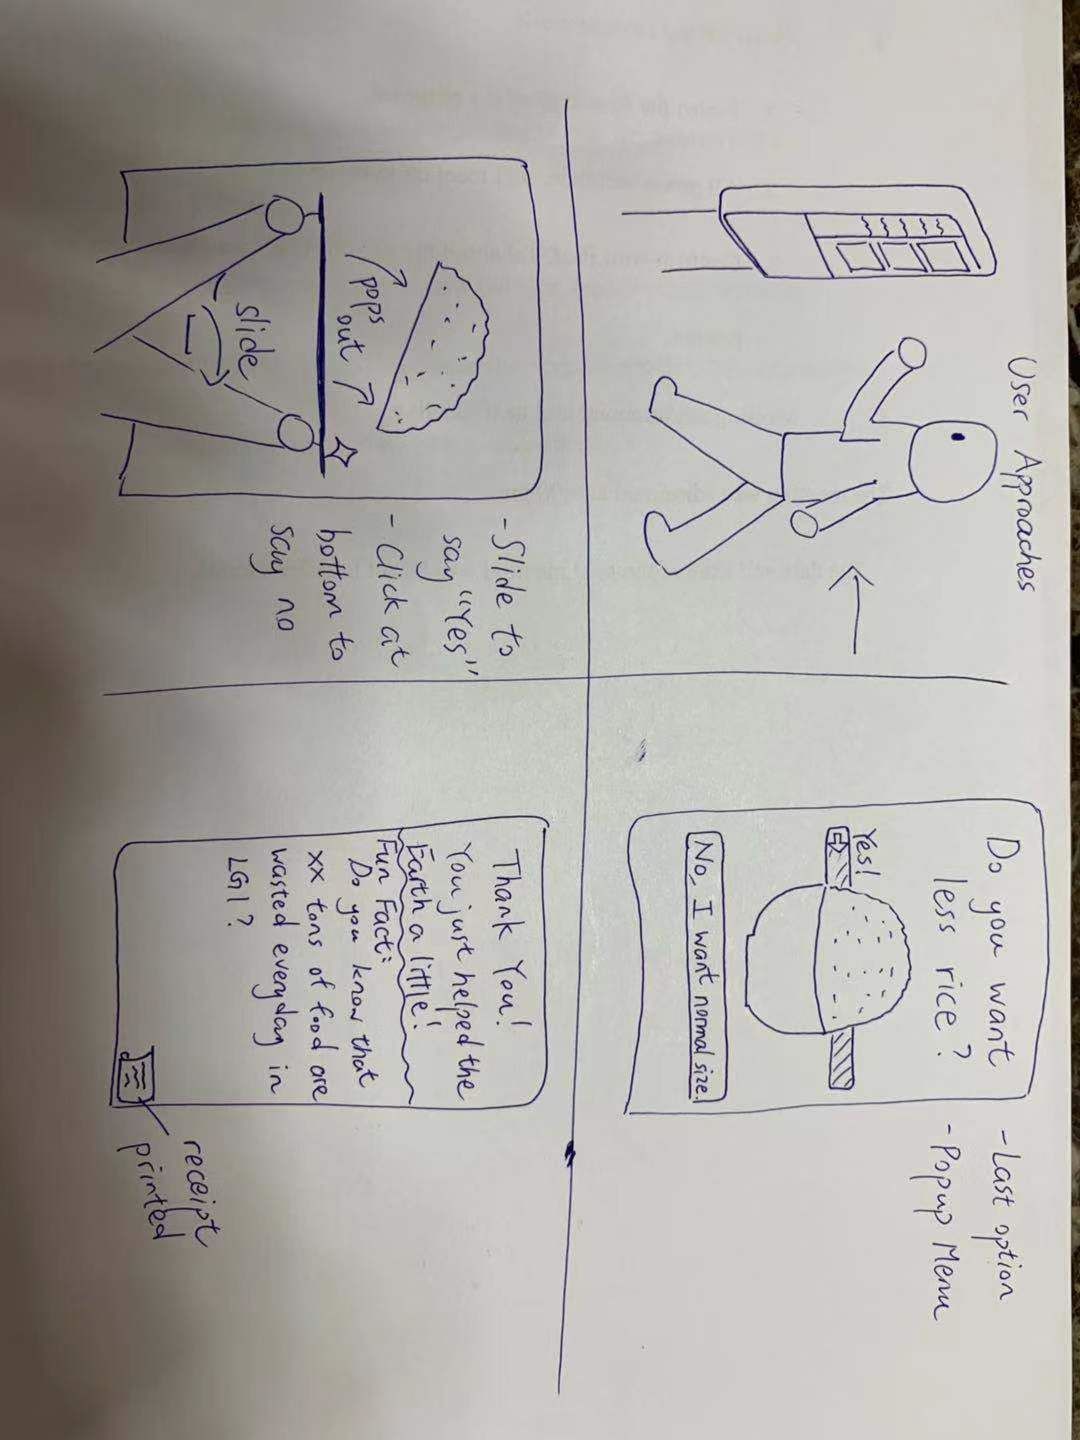 User Approaches
Do you want
less rice?
Yes!
No, I want normal size.
-Last option
-Popup Menu
pops
out
slide
-Slide to
say "Yes"
- Click at
bottom to
say no
Thank You!
You just helped the
Earth a little!
Fun Fact:
Do you know that
xx tons of food are
wasted everyday in
LG1?
receipt
printed